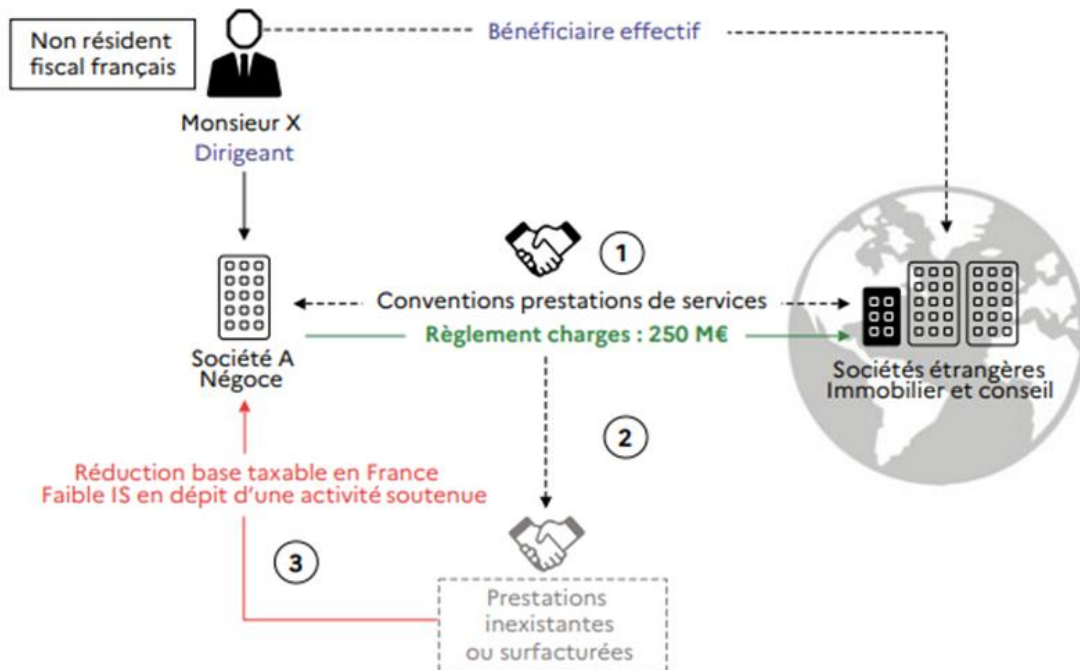 Non résident
fiscal français
Bénéficiaire effectif
Monsieur X
Dirigeant
1
Conventions prestations de services
Règlement charges : 250 M€
Société A
Négoce
Sociétés étrangères
Immobilier et conseil
2
Réduction base taxable en France
Faible IS en dépit d'une activité soutenue
3
Prestations
inexistantes
ou surfacturées